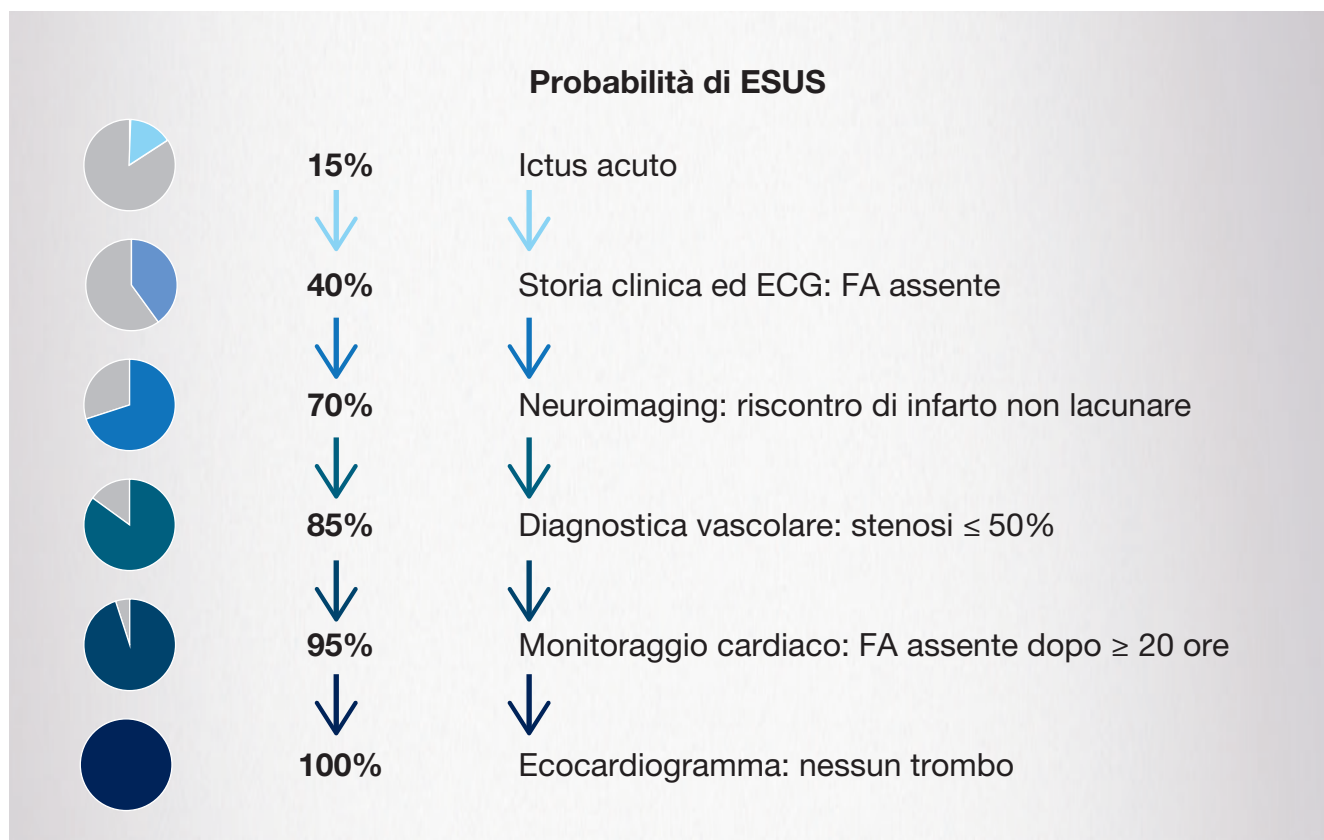 Probabilità di ESUS
15% Ictus acuto
40% Storia clinica ed ECG: FA assente
70% Neuroimaging: riscontro di infarto non lacunare
85% Diagnostica vascolare: stenosi ≤ 50%
95% Monitoraggio cardiaco: FA assente dopo ≥ 20 ore
100% Ecocardiogramma: nessun trombo